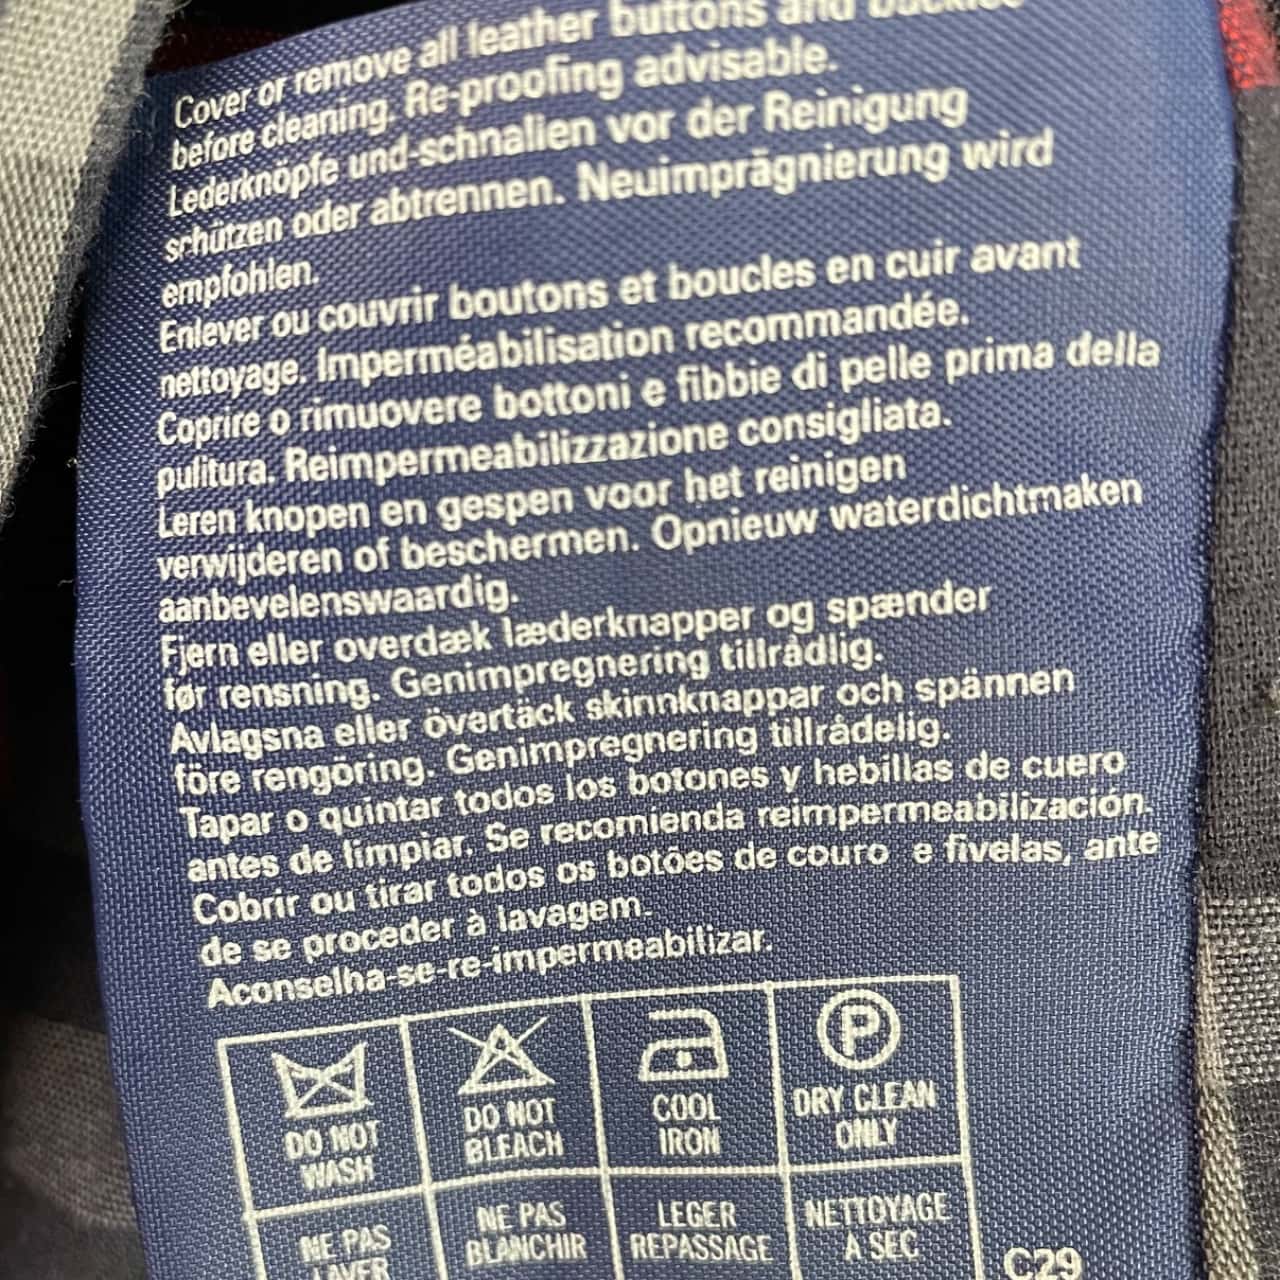 Cover or remove all leather buttons and buckles
before cleaning. Re-proofing advisable.
Lederknöpfe und-schnallen vor der Reinigung
schützen oder abtrennen. Neuimprägnierung wird
empfohlen.
Enlever ou couvrir boutons et boucles en cuir avant
nettoyage. Imperméabilisation recommandée.
Coprire o rimuovere bottoni e fibbie di pelle prima della
pulitura. Reimpermeabilizzazione consigliata.
Leren knopen en gespen voor het reinigen
verwijderen of beschermen. Opnieuw waterdichtmaken
aanbevelenswaardig.
Fjern eller overdæk læderknapper og spænder
før rensning. Genimpregnering tillrådlig.
Avlagsna eller övertäck skinnknappar och spännen
före rengöring. Genimpregnering tillrådelig.
Tapar o quintar todos los botones y hebillas de cuero
antes de limpiar. Se recomienda reimpermeabilización.
Cobrir ou tirar todos os botões de couro e fivelas, ante
de se proceder à lavagem.
Aconselha-se-re-impermeabilizar.
P
DO NOT WASH
DO NOT BLEACH
COOL IRON
DRY CLEAN ONLY
NE PAS LAVER
NE PAS BLANCHIR
LEGER REPASSAGE
NETTOYAGE A SEC
C29